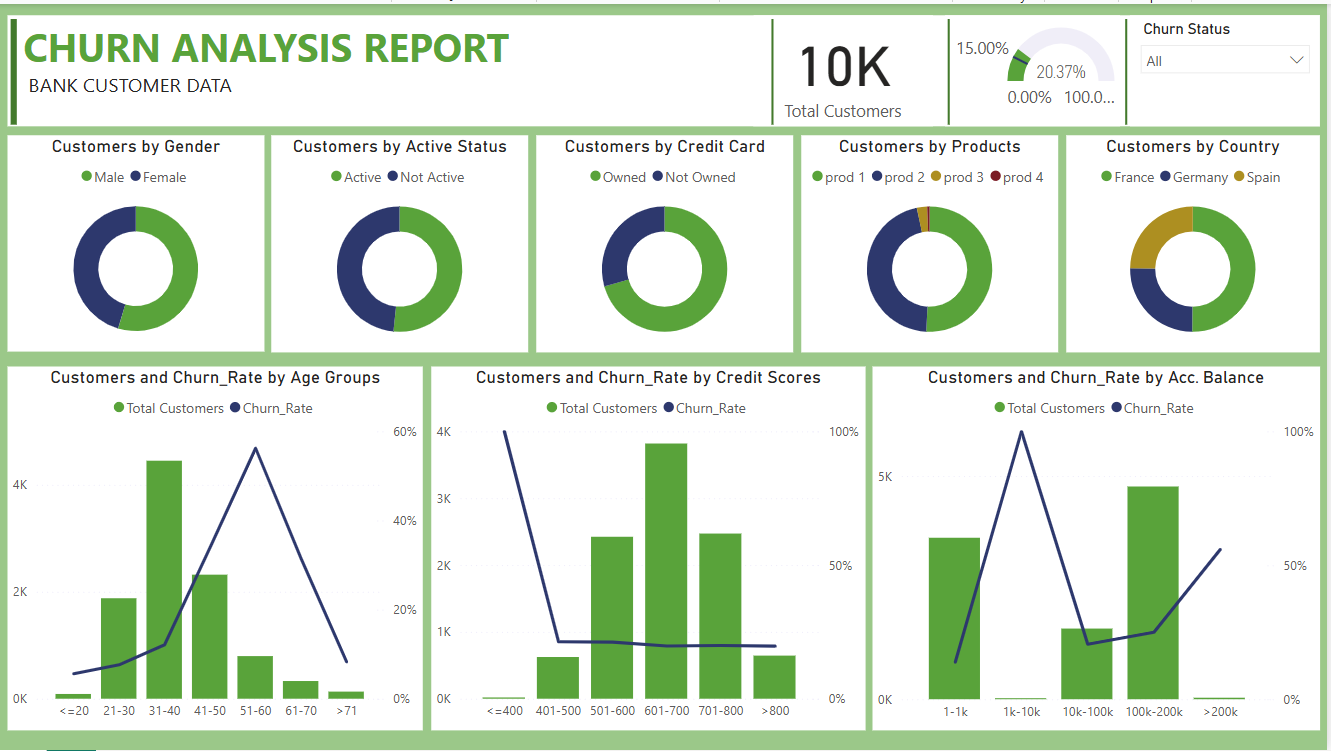 CHURN ANALYSIS REPORT
BANK CUSTOMER DATA
10K
Total Customers
15.00%
20.37%
0.00% 100.0...
Churn Status
All
Customers by Gender
Male Female
Customers by Active Status
Active Not Active
Customers by Credit Card
Owned Not Owned
Customers by Products
prod 1 prod 2 prod 3 prod 4
Customers by Country
France Germany Spain
Customers and Churn_Rate by Age Groups
Total Customers Churn_Rate
60%
4K
40%
2K
20%
0K 0%
<=20 21-30 31-40 41-50 51-60 61-70 >71
Customers and Churn_Rate by Credit Scores
Total Customers Churn_Rate
4K 100%
3K
2K 50%
1K
0K 0%
<=400 401-500 501-600 601-700 701-800 >800
Customers and Churn_Rate by Acc. Balance
Total Customers Churn_Rate
100%
5K
50%
0K 0%
1-1k 1k-10k 10k-100k 100k-200k >200k